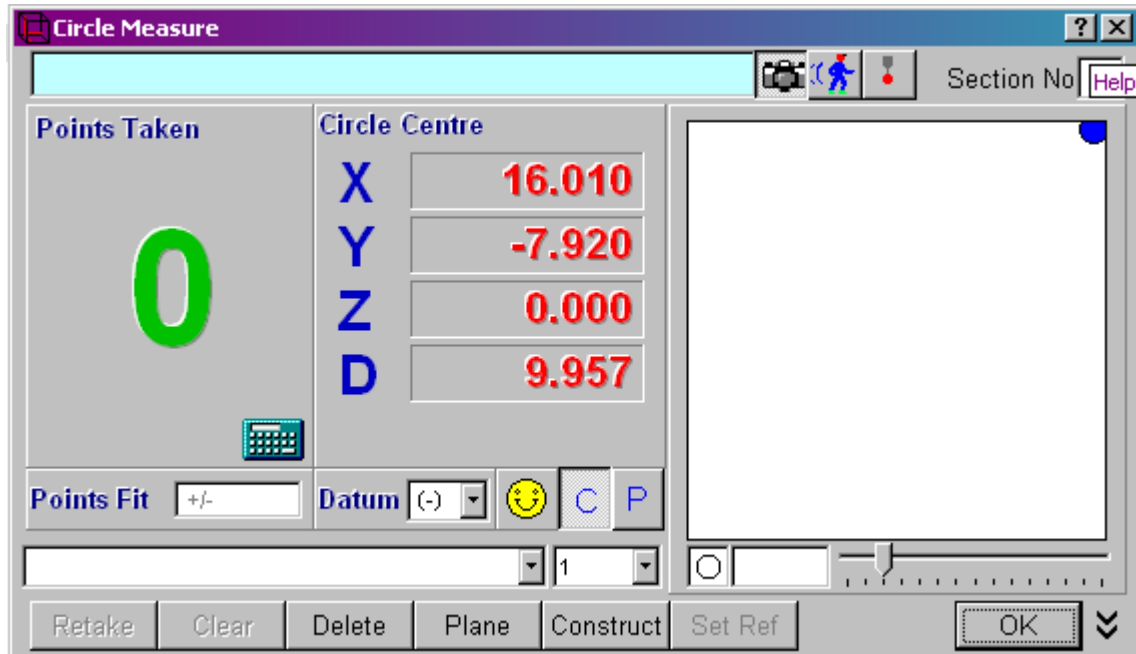 Circle Measure
?
Section No
Help
Points Taken
Circle Centre
0
X 16.010
Y -7.920
Z 0.000
D 9.957
Points Fit +/-
Datum (-)
C P
1
Retake Clear Delete Plane Construct Set Ref OK